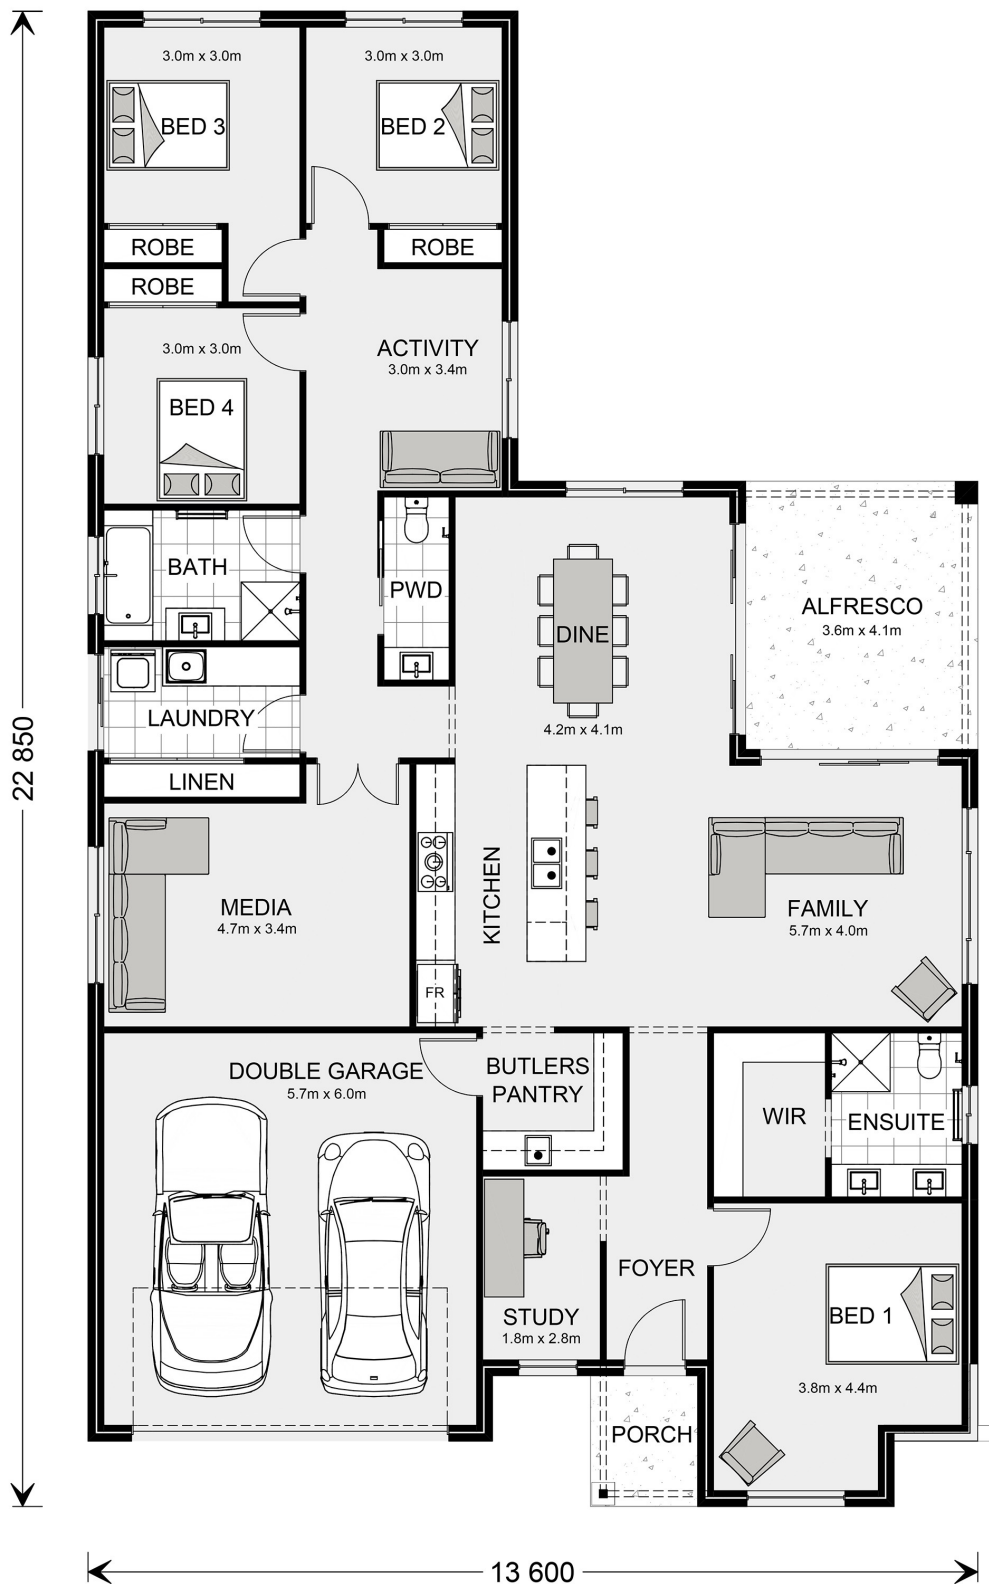 3.0m x 3.0m
3.0m x 3.0m
BED 3
BED 2
ROBE
ROBE
ROBE
3.0m x 3.0m
ACTIVITY
3.0m x 3.4m
BED 4
BATH
PWD
ALFRESCO
3.6m x 4.1m
DINE
4.2m x 4.1m
LAUNDRY
LINEN
22 850
KITCHEN
MEDIA
4.7m x 3.4m
FAMILY
5.7m x 4.0m
FR
DOUBLE GARAGE
5.7m x 6.0m
BUTLERS
PANTRY
WIR
ENSUITE
FOYER
STUDY
1.8m x 2.8m
BED 1
3.8m x 4.4m
PORCH
13 600